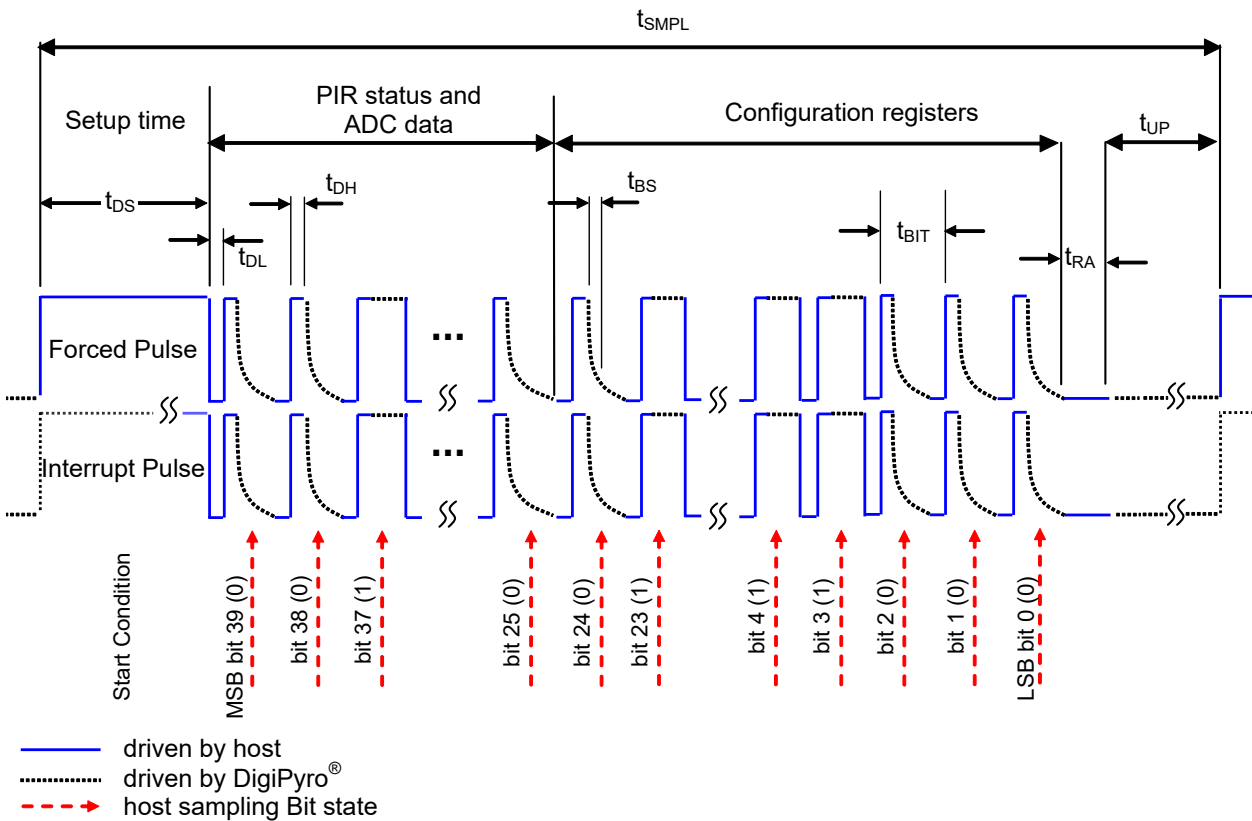 tSMPL
Setup time
PIR status and
ADC data
Configuration registers
tUP
tDS
tDH
tBS
tDL
tBIT
tRA
Forced Pulse
...
Interrupt Pulse
...
Start Condition
MSB bit 39 (0)
bit 38 (0)
bit 37 (1)
bit 25 (0)
bit 24 (0)
bit 23 (1)
bit 4 (1)
bit 3 (1)
bit 2 (0)
bit 1 (0)
LSB bit 0 (0)
driven by host
driven by DigiPyro®
host sampling Bit state